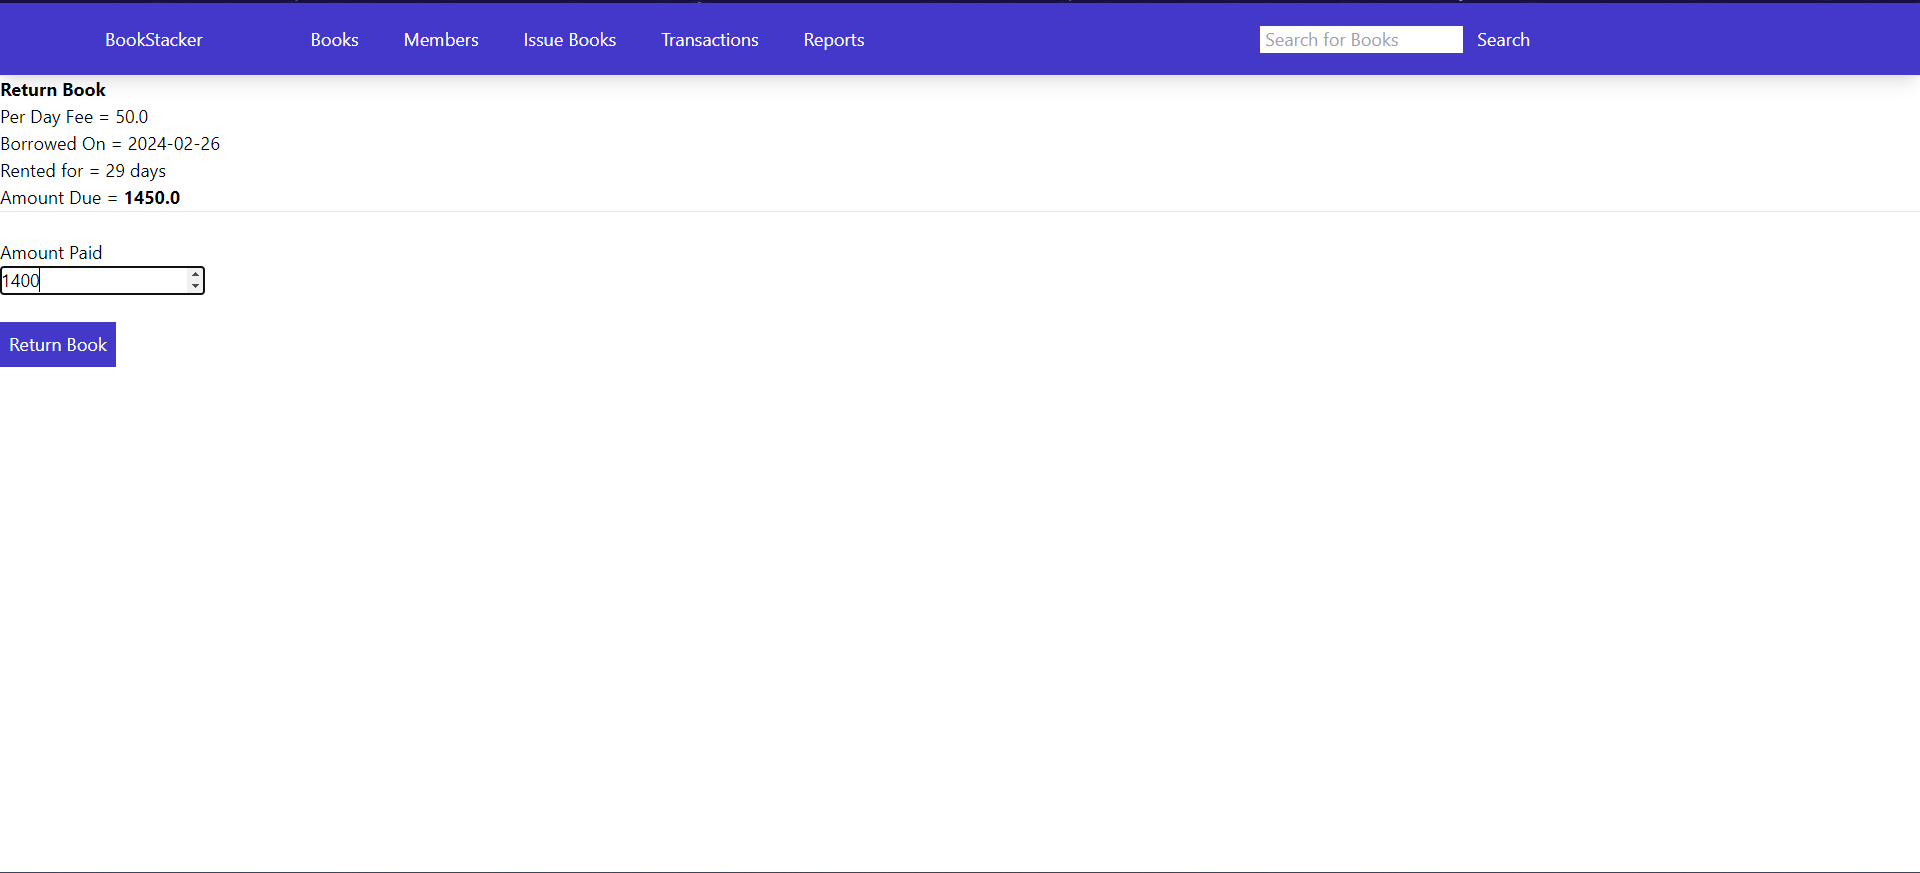 BookStacker Books Members Issue Books Transactions Reports Search for Books Search
Return Book
Per Day Fee = 50.0
Borrowed On = 2024-02-26
Rented for = 29 days
Amount Due = 1450.0
Amount Paid
1400
Return Book